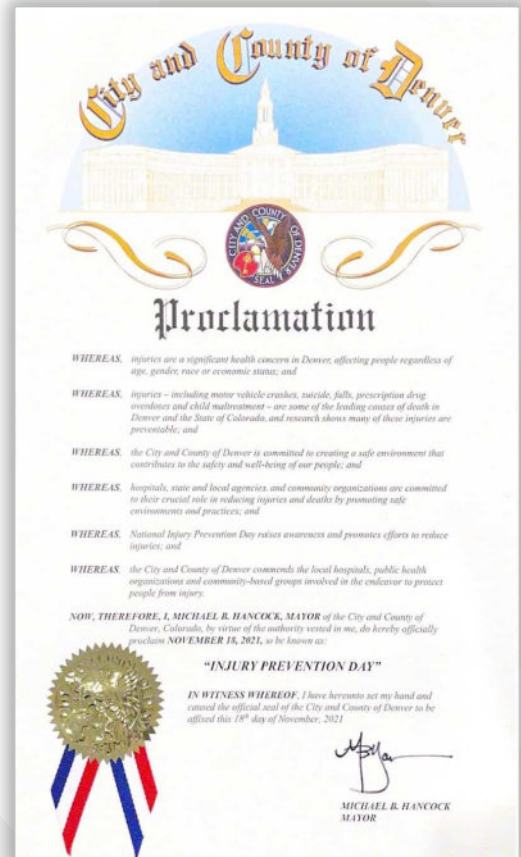 City and County of Denver
CITY AND COUNTY OF DENVER
SEAL
Proclamation
WHEREAS, injuries are a significant health concern in Denver, affecting people regardless of
age, gender, race or economic status; and
WHEREAS, injuries – including motor vehicle crashes, suicide, falls, prescription drug
overdoses and child maltreatment – are some of the leading causes of death in
Denver and the State of Colorado, and research shows many of these injuries are
preventable; and
WHEREAS, the City and County of Denver is committed to creating a safe environment that
contributes to the safety and well-being of our people; and
WHEREAS, hospitals, state and local agencies, and community organizations are committed
to their crucial role in reducing injuries and deaths by promoting safe
environments and practices; and
WHEREAS, National Injury Prevention Day raises awareness and promotes efforts to reduce
injuries; and
WHEREAS, the City and County of Denver commends the local hospitals, public health
organizations and community-based groups involved in the endeavor to protect
people from injury.
NOW, THEREFORE, I, MICHAEL B. HANCOCK, MAYOR of the City and County of
Denver, Colorado, by virtue of the authority vested in me, do hereby officially
proclaim NOVEMBER 18, 2021, to be known as:
“INJURY PREVENTION DAY”
IN WITNESS WHEREOF, I have hereunto set my hand and
caused the official seal of the City and County of Denver to be
affixed this 18th day of November, 2021
MICHAEL B. HANCOCK
MAYOR